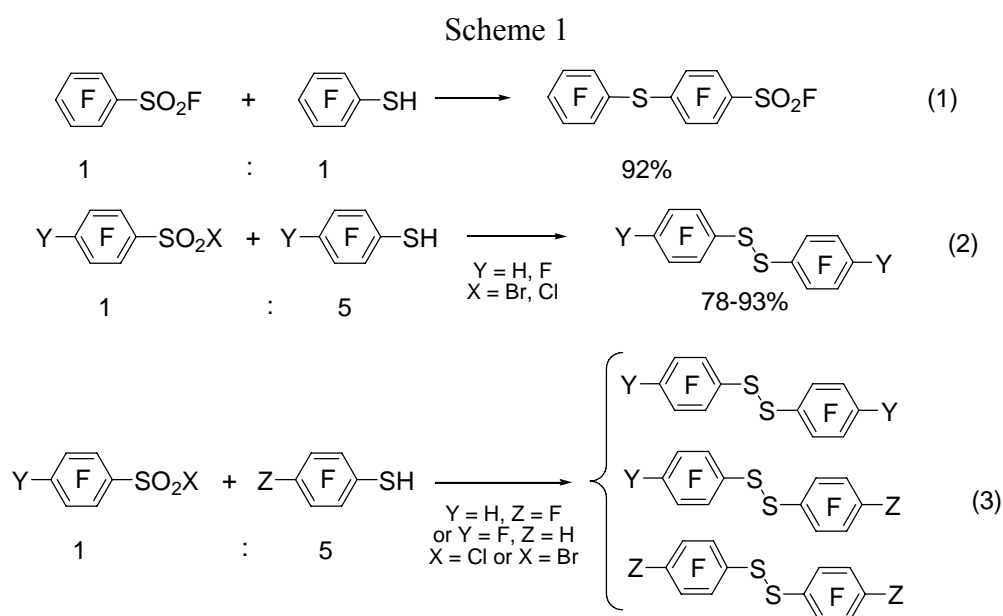 Scheme 1
F SO2F + F SH F S F SO2F (1)
1 : 1 92%
Y F SO2X + Y F SH Y F S S F Y (2)
Y = H, F
X = Br, Cl
1 : 5 78-93%
Y F S S F Y
Y F SO2X + Z F SH Y F S S F Z (3)
Y = H, Z = F
or Y = F, Z = H
X = Cl or X = Br
1 : 5
Z F S S F Z